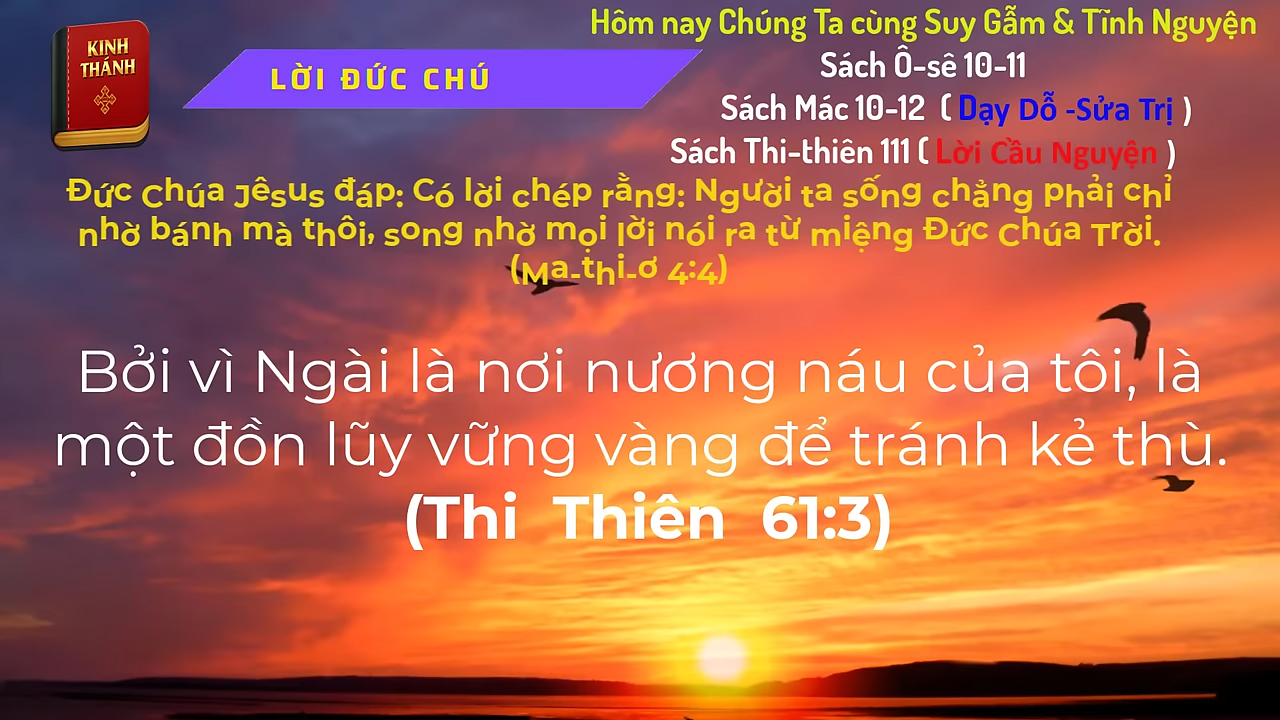 KINH
THÁNH
LỜI ĐỨC CHÚ
Hôm nay Chúng Ta cùng Suy Gẫm & Tĩnh Nguyện
Sách Ô-sê 10-11
Sách Mác 10-12 ( Dạy Dỗ -Sửa Trị )
Sách Thi-thiên 111 ( Lời Cầu Nguyện )
Đức Chúa Jêsus đáp: Có lời chép rằng: Người ta sống chẳng phải chỉ
nhờ bánh mà thôi, song nhờ mọi lời nói ra từ miệng Đức Chúa Trời.
(Ma-thi-ơ 4:4)
Bởi vì Ngài là nơi nương náu của tôi, là
một đồn lũy vững vàng để tránh kẻ thù.
(Thi Thiên 61:3)